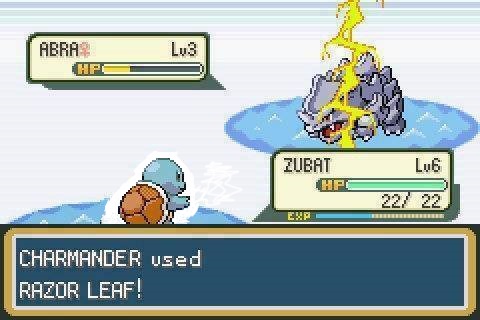 ABRA♀ Lv3
HP
ZUBAT Lv6
HP
22/ 22
EXP
CHARMANDER used
RAZOR LEAF!